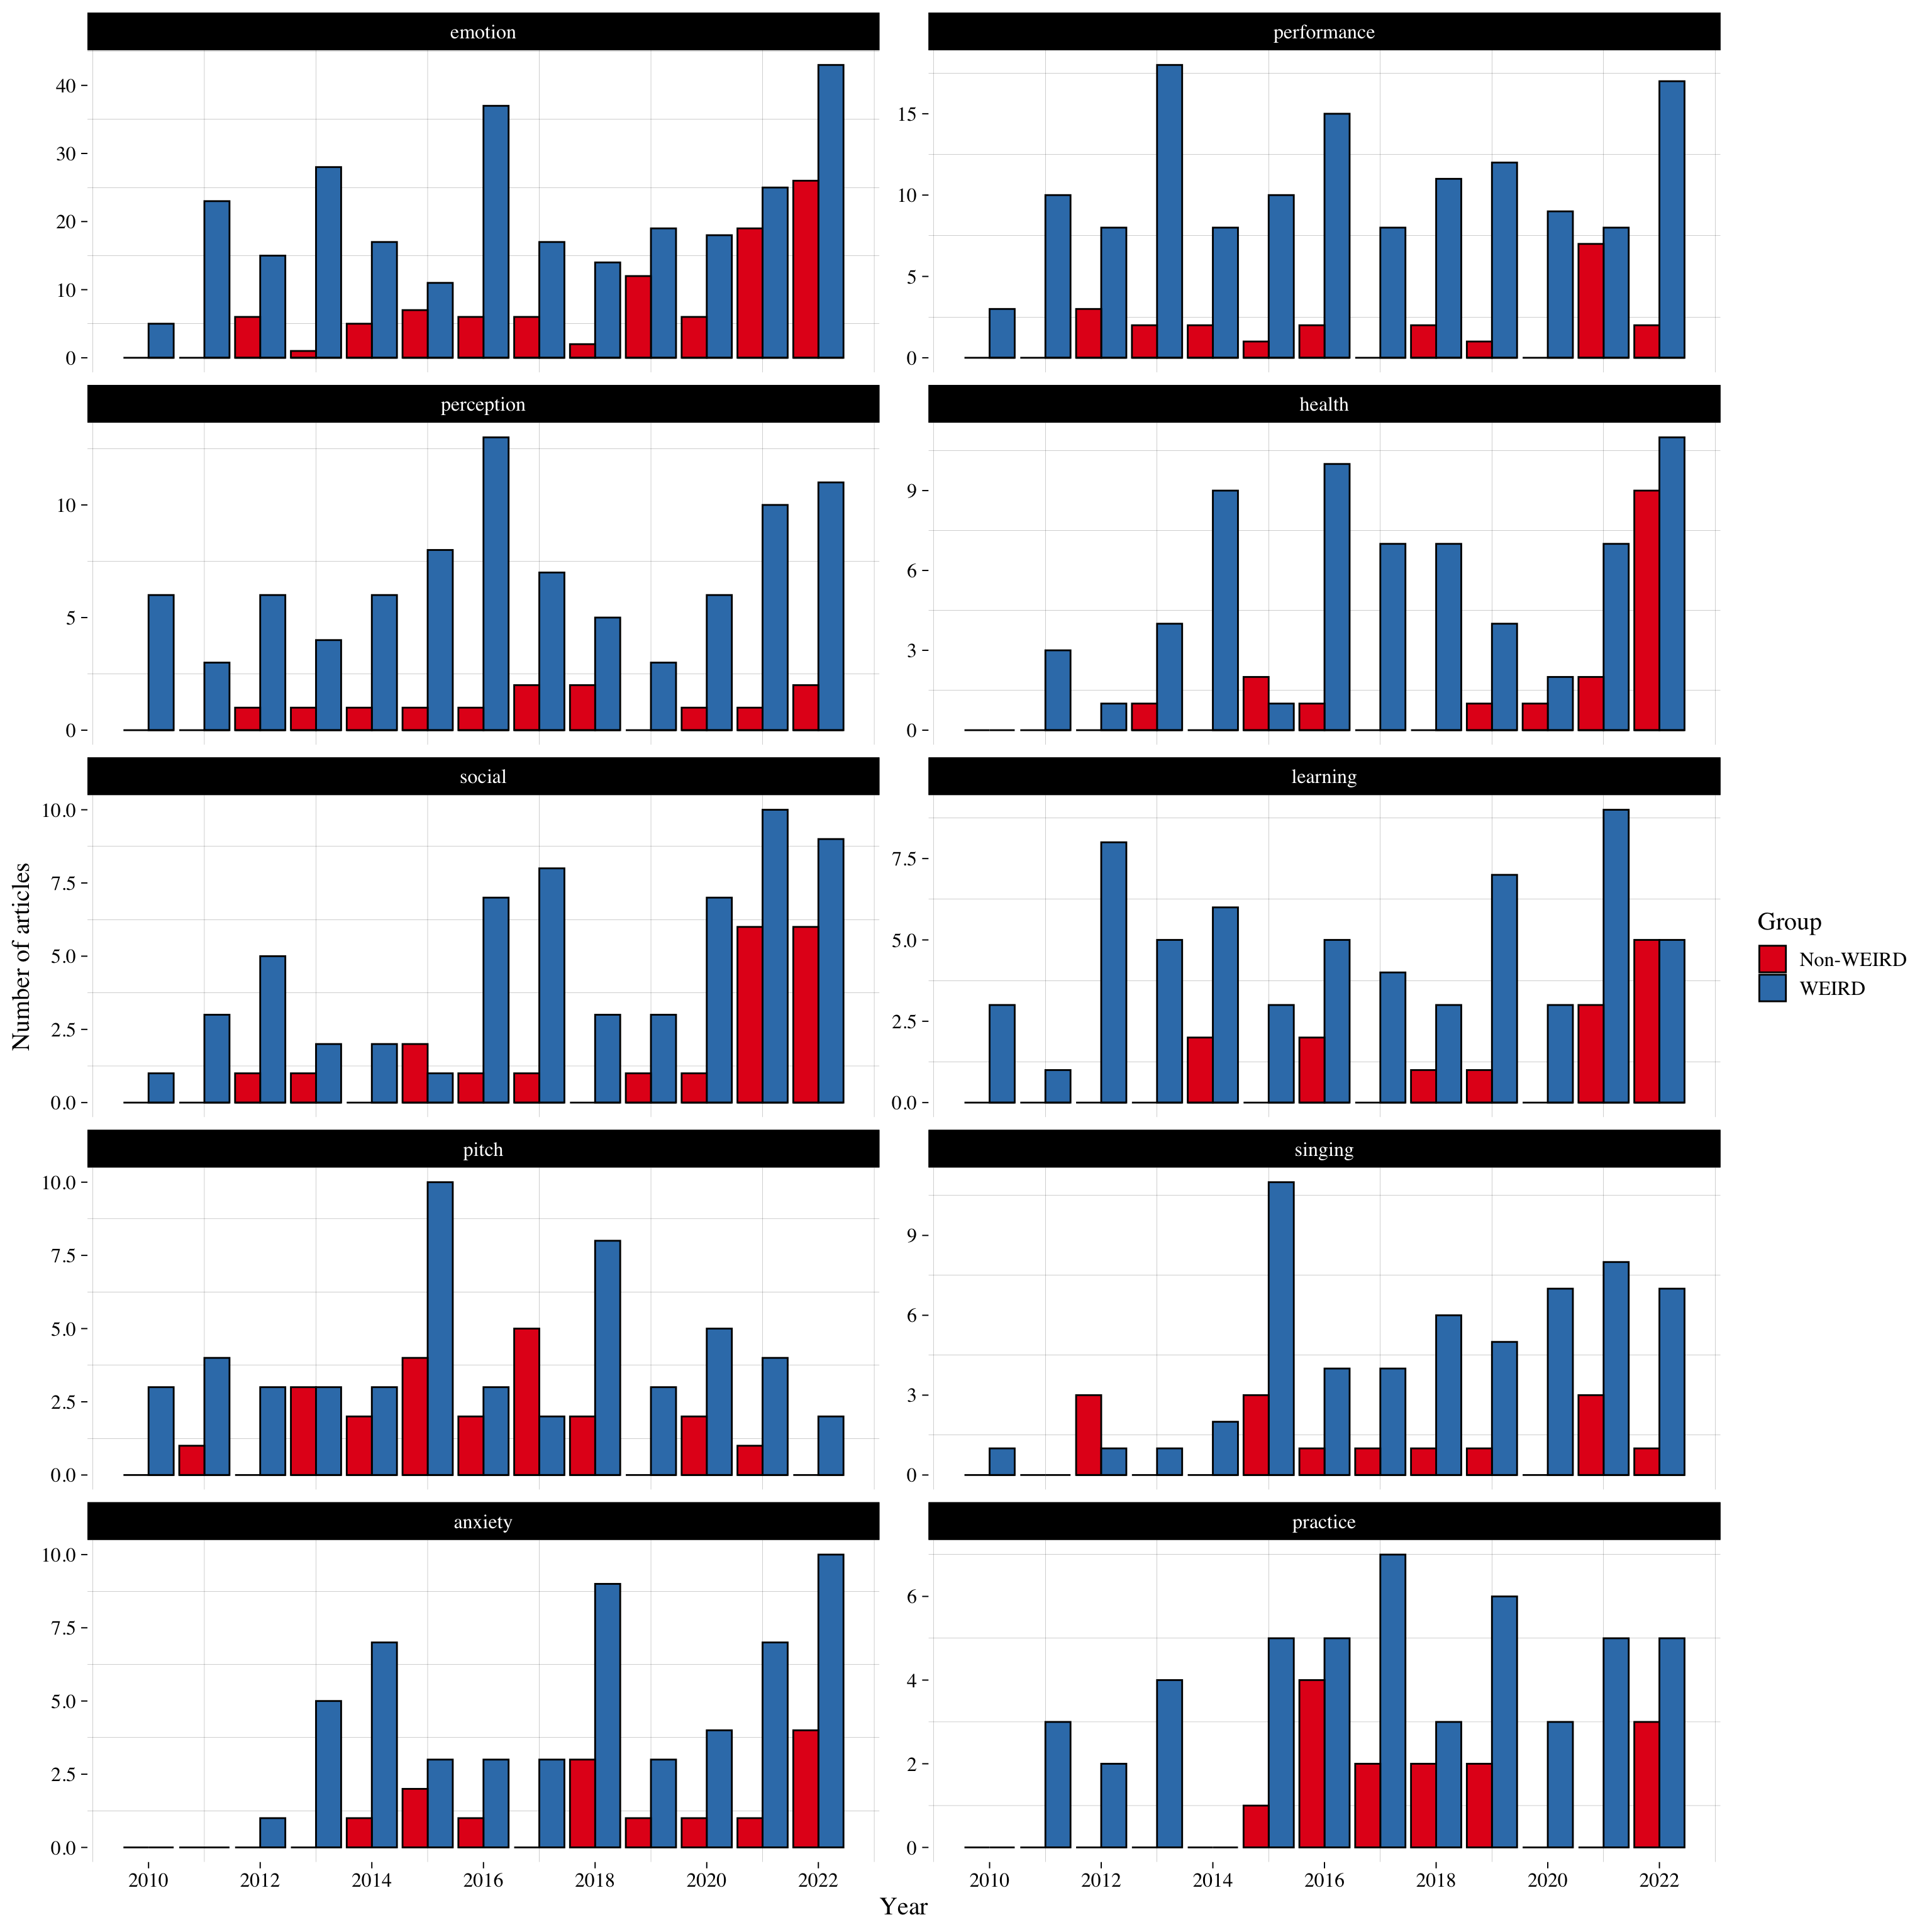 emotion
performance
40
30
20
10
0
15
10
5
0
perception
health
10
5
0
9
6
3
0
social
learning
10.0
7.5
5.0
2.5
0.0
7.5
5.0
2.5
0.0
pitch
singing
10.0
7.5
5.0
2.5
0.0
9
6
3
0
anxiety
practice
10.0
7.5
5.0
2.5
0.0
6
4
2
0
2010 2012 2014 2016 2018 2020 2022
2010 2012 2014 2016 2018 2020 2022
Year
Number of articles
Group
Non-WEIRD
WEIRD